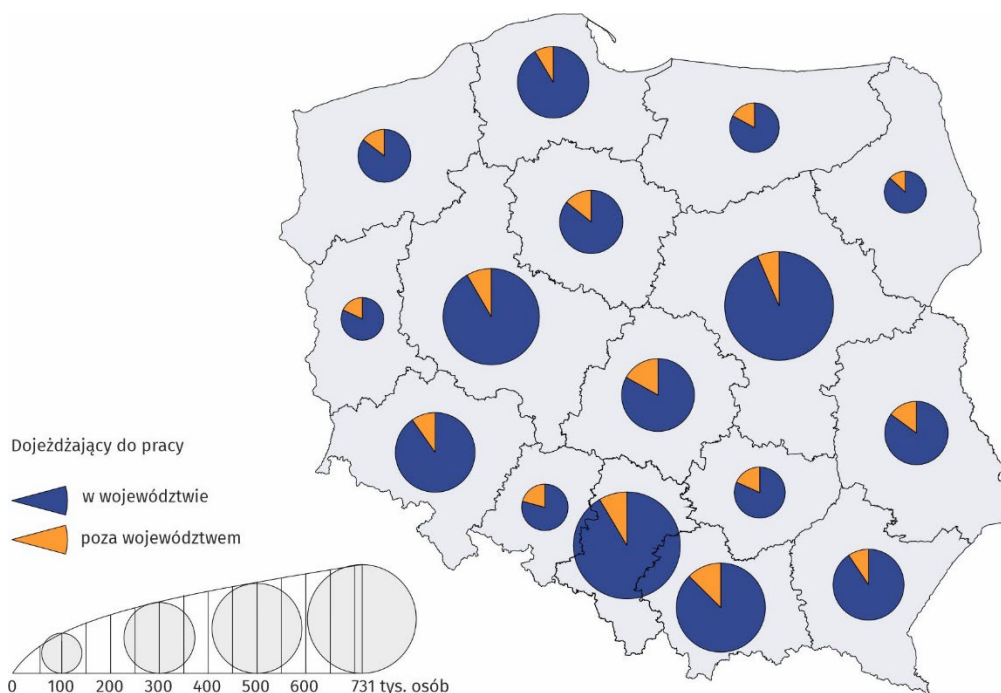 Dojeżdżający do pracy
w województwie
poza województwem
0 100 200 300 400 500 600 731 tys. osób